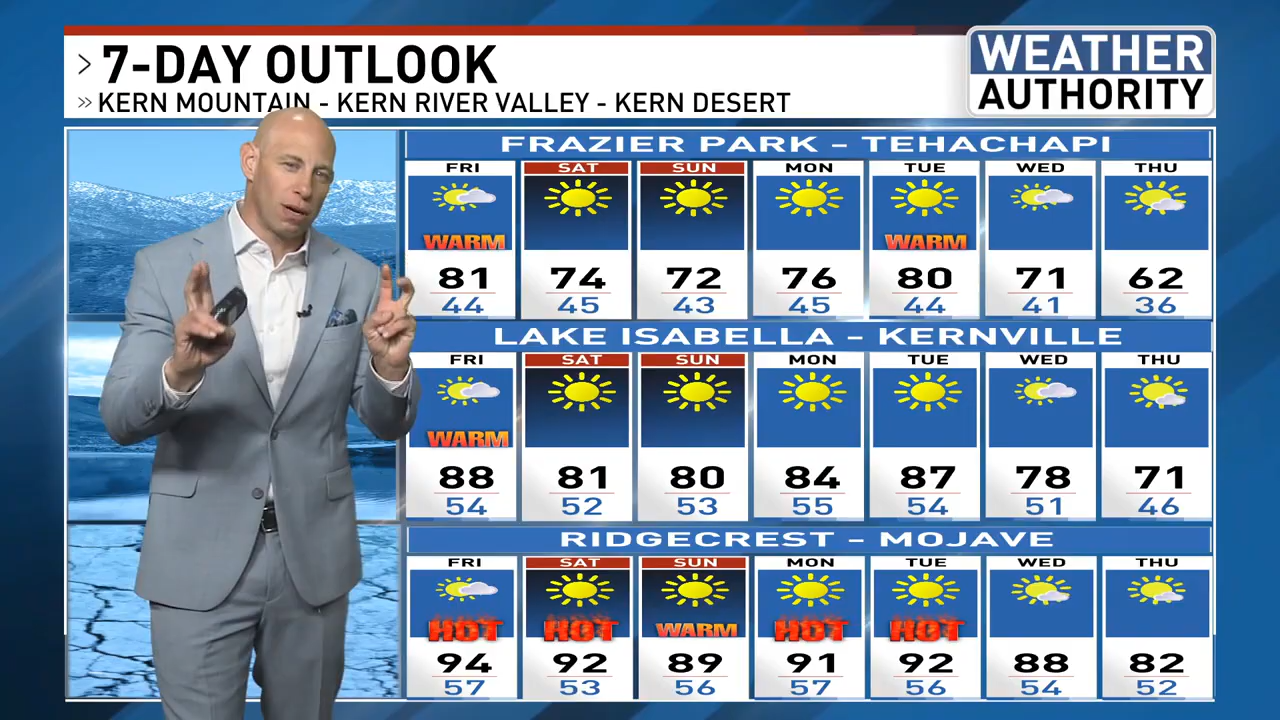 > 7-DAY OUTLOOK
» KERN MOUNTAIN - KERN RIVER VALLEY - KERN DESERT
WEATHER
AUTHORITY
FRAZIER PARK – TEHACHAPI
FRI SAT SUN MON TUE WED THU
WARM WARM
81 74 72 76 80 71 62
44 45 43 45 44 41 36
LAKE ISABELLA – KERNVILLE
FRI SAT SUN MON TUE WED THU
WARM
88 81 80 84 87 78 71
54 52 53 55 54 51 46
RIDGECREST – MOJAVE
FRI SAT SUN MON TUE WED THU
HOT HOT WARM HOT HOT
94 92 89 91 92 88 82
57 53 56 57 56 54 52